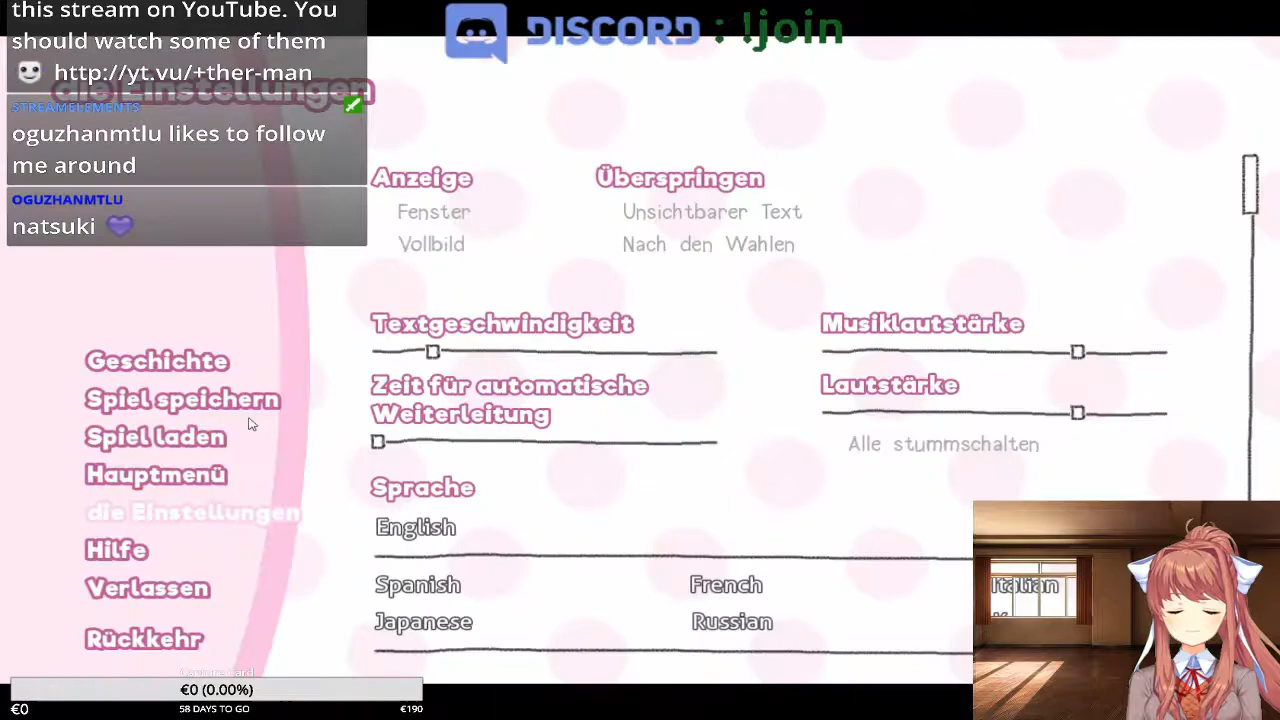 this stream on YouTube. You
should watch some of them
http://yt.vu/+ther-man
STREAMELEMENTS
oguzhanmtlu likes to follow
me around
OGUZHANMTLU
natsuki
DISCORD : !join
die Einstellungen
Anzeige
Fenster
Vollbild
Überspringen
Unsichtbarer Text
Nach den Wahlen
Textgeschwindigkeit
Musiklautstärke
Zeit für automatische
Weiterleitung
Lautstärke
Alle stummschalten
Sprache
English
Spanish
French
Italian
Japanese
Russian
Geschichte
Spiel speichern
Spiel laden
Hauptmenü
die Einstellungen
Hilfe
Verlassen
Rückkehr
€0 (0.00%)
€0
58 DAYS TO GO
€190